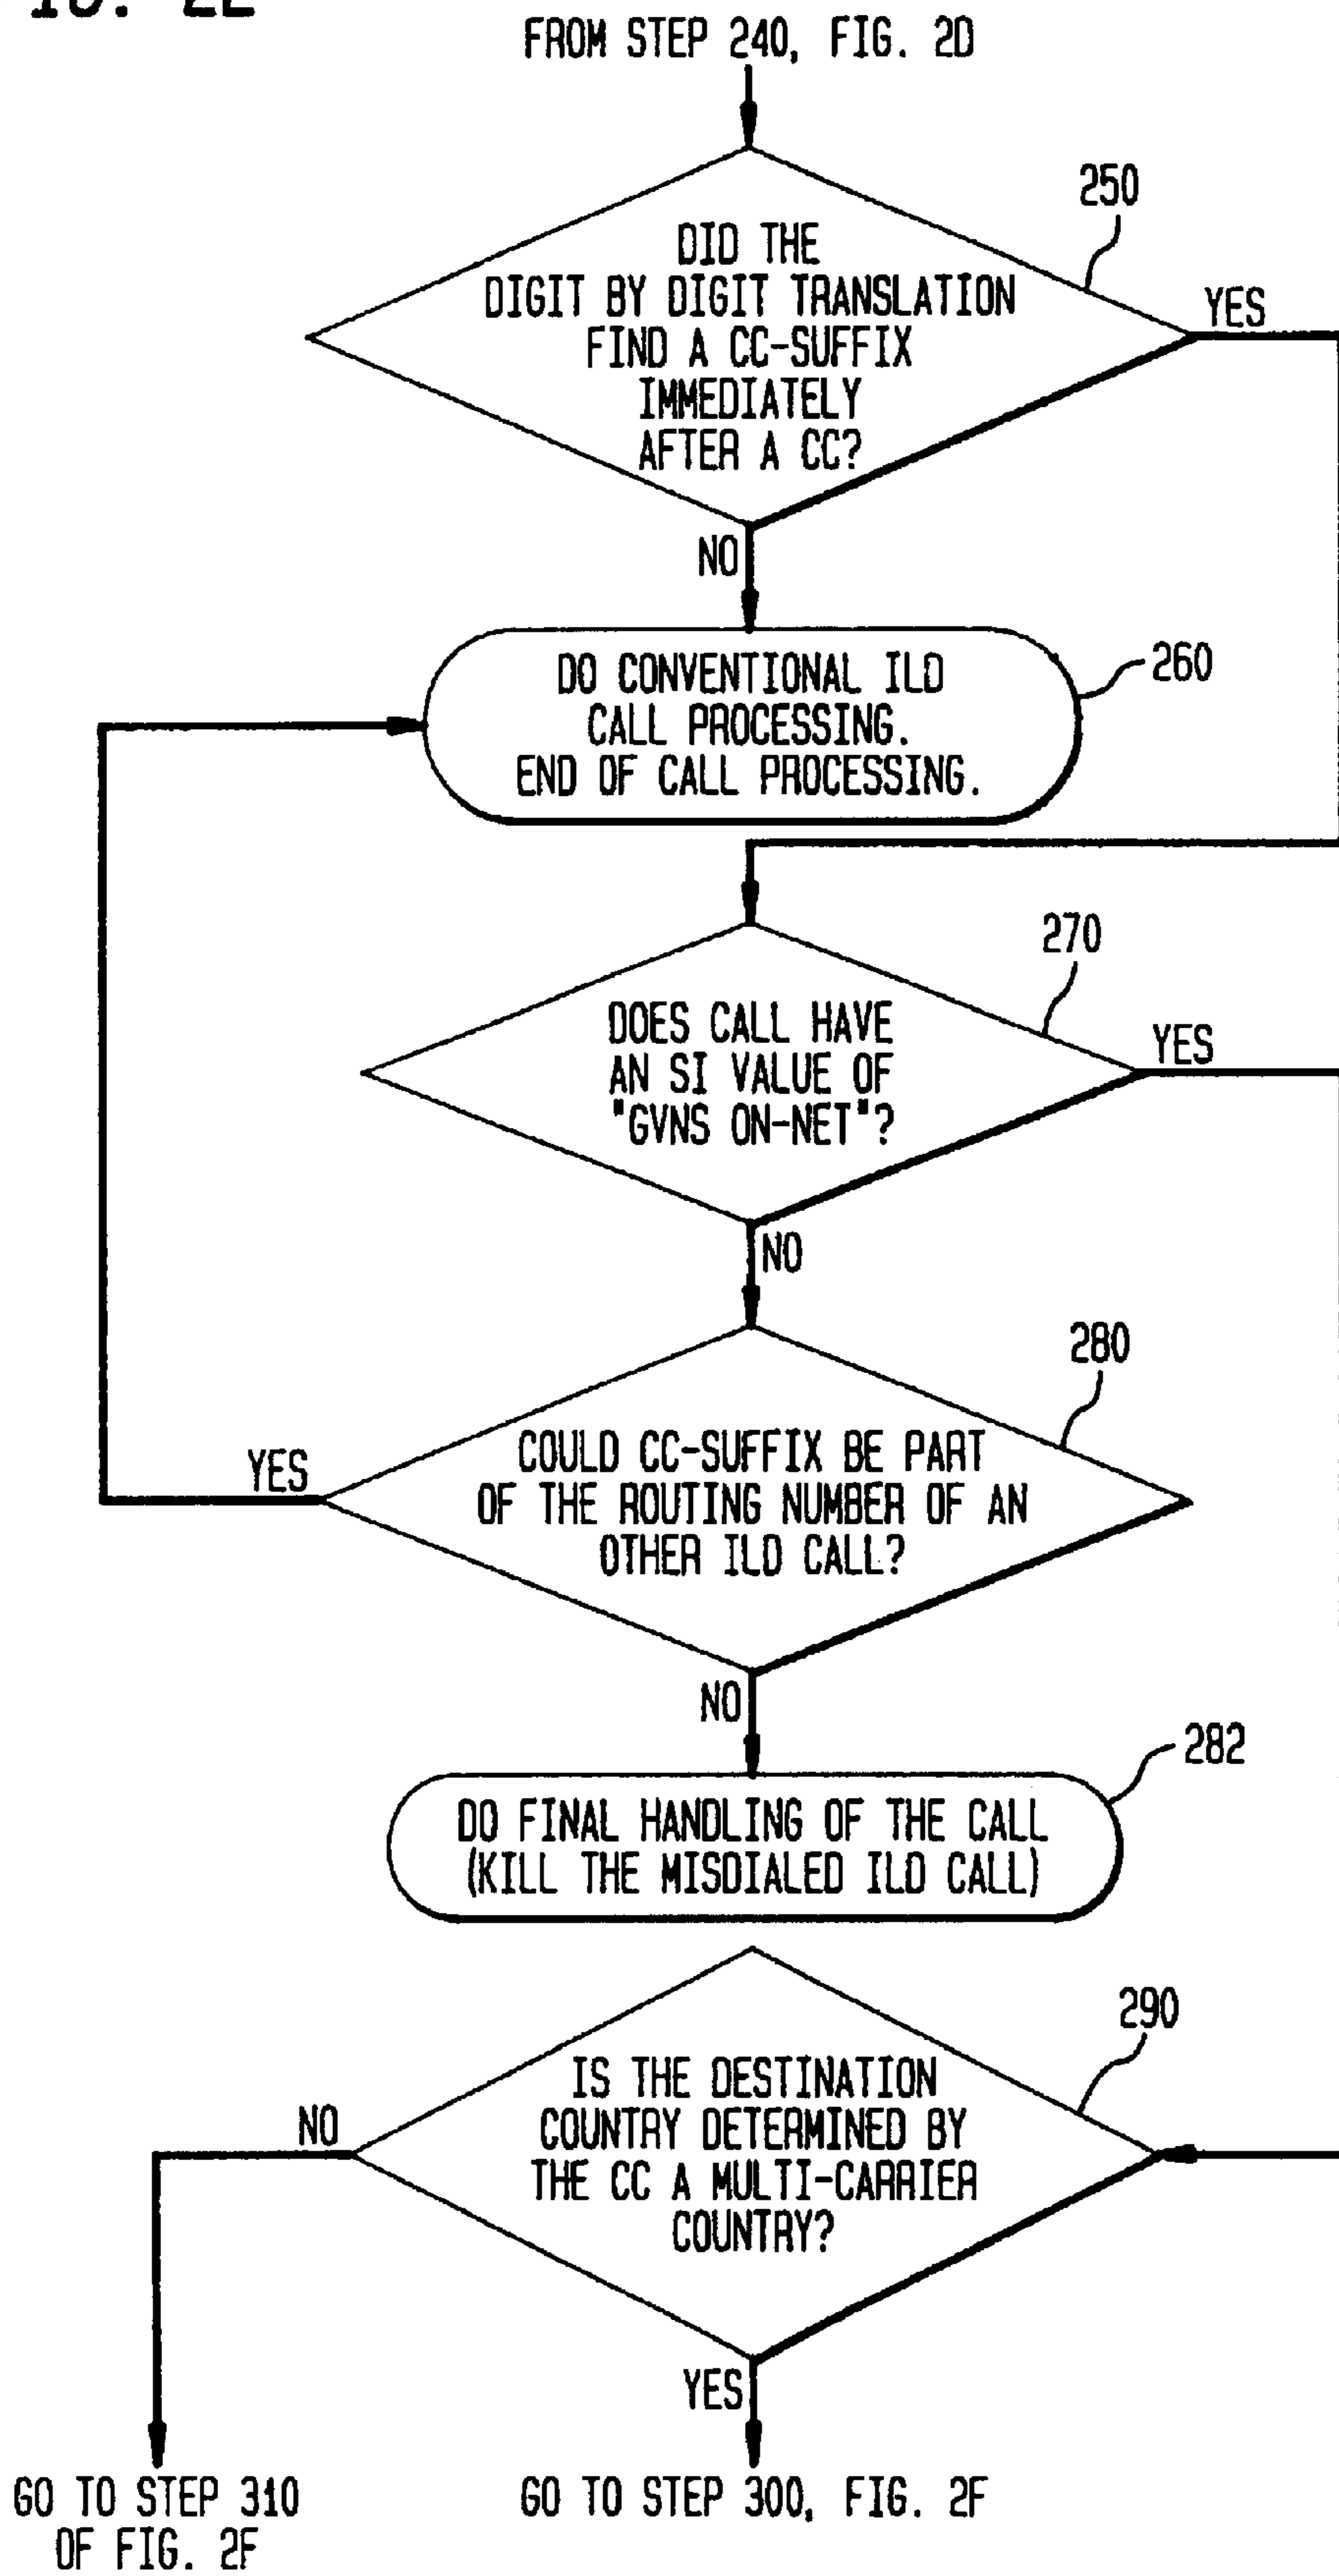 FROM STEP 240, FIG. 2D
250
DID THE
DIGIT BY DIGIT TRANSLATION
FIND A CC-SUFFIX
IMMEDIATELY
AFTER A CC?
YES
NO
DO CONVENTIONAL ILD
CALL PROCESSING.
END OF CALL PROCESSING.
260
270
DOES CALL HAVE
AN SI VALUE OF
"GVNS ON-NET"?
YES
NO
280
COULD CC-SUFFIX BE PART
OF THE ROUTING NUMBER OF AN
OTHER ILD CALL?
YES
NO
282
DO FINAL HANDLING OF THE CALL
(KILL THE MISDIALED ILD CALL)
290
IS THE DESTINATION
COUNTRY DETERMINED BY
THE CC A MULTI-CARRIER
COUNTRY?
NO
YES
GO TO STEP 310
OF FIG. 2F
GO TO STEP 300, FIG. 2F